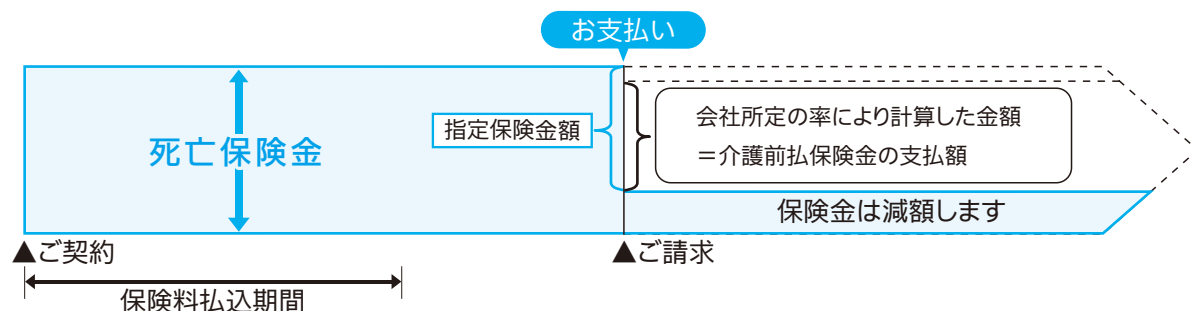 お支払い
死亡保険金
指定保険金額
会社所定の率により計算した金額
＝介護前払保険金の支払額
保険金は減額します
▲ご契約
▲ご請求
保険料払込期間